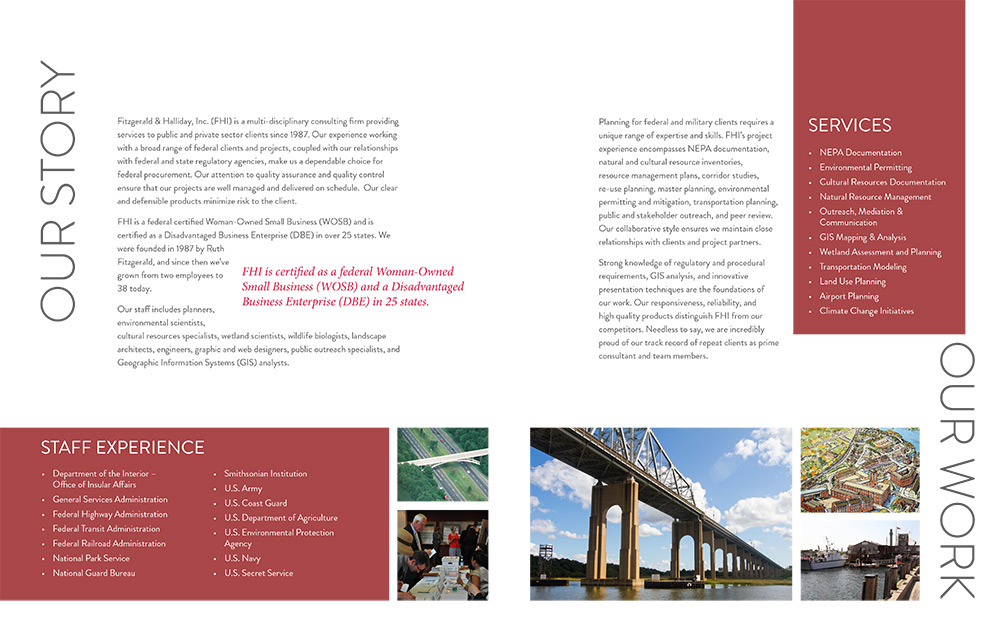 OUR STORY
Fitzgerald & Halliday, Inc. (FHI) is a multi-disciplinary consulting firm providing
services to public and private sector clients since 1987. Our experience working
with a broad range of federal clients and projects, coupled with our relationships
with federal and state regulatory agencies, make us a dependable choice for
federal procurement. Our attention to quality assurance and quality control
ensure that our projects are well managed and delivered on schedule. Our clear
and defensible products minimize risk to the client.
FHI is a federal certified Woman-Owned Small Business (WOSB) and is
certified as a Disadvantaged Business Enterprise (DBE) in over 25 states. We
were founded in 1987 by Ruth
Fitzgerald, and since then we've
grown from two employees to
38 today.
Our staff includes planners,
environmental scientists,
cultural resources specialists, wetland scientists, wildlife biologists, landscape
architects, engineers, graphic and web designers, public outreach specialists, and
Geographic Information Systems (GIS) analysts.
FHI is certified as a federal Woman-Owned
Small Business (WOSB) and a Disadvantaged
Business Enterprise (DBE) in 25 states.
STAFF EXPERIENCE
• Department of the Interior –
Office of Insular Affairs
• General Services Administration
• Federal Highway Administration
• Federal Transit Administration
• Federal Railroad Administration
• National Park Service
• National Guard Bureau
• Smithsonian Institution
• U.S. Army
• U.S. Coast Guard
• U.S. Department of Agriculture
• U.S. Environmental Protection
Agency
• U.S. Navy
• U.S. Secret Service
Planning for federal and military clients requires a
unique range of expertise and skills. FHI's project
experience encompasses NEPA documentation,
natural and cultural resource inventories,
resource management plans, corridor studies,
re-use planning, master planning, environmental
permitting and mitigation, transportation planning,
public and stakeholder outreach, and peer review.
Our collaborative style ensures we maintain close
relationships with clients and project partners.
Strong knowledge of regulatory and procedural
requirements, GIS analysis, and innovative
presentation techniques are the foundations of
our work. Our responsiveness, reliability, and
high quality products distinguish FHI from our
competitors. Needless to say, we are incredibly
proud of our track record of repeat clients as prime
consultant and team members.
SERVICES
• NEPA Documentation
• Environmental Permitting
• Cultural Resources Documentation
• Natural Resource Management
• Outreach, Mediation &
Communication
• GIS Mapping & Analysis
• Wetland Assessment and Planning
• Transportation Modeling
• Land Use Planning
• Airport Planning
• Climate Change Initiatives
OUR WORK